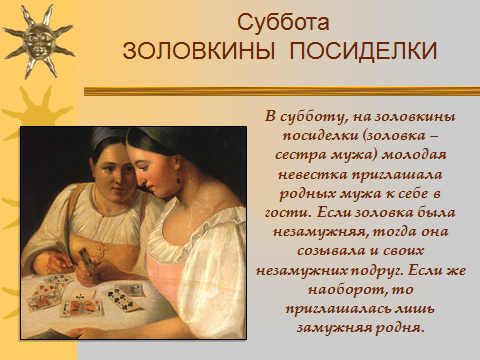 Суббота
ЗОЛОВКИНЫ ПОСИДЕЛКИ
В субботу, на золовкины
посиделки (золовка –
сестра мужа) молодая
невестка приглашала
родных мужа к себе в
гости. Если золовка была
незамужняя, тогда она
созывала и своих
незамужних подруг. Если же
наоборот, то
приглашалась лишь
замужняя родня.